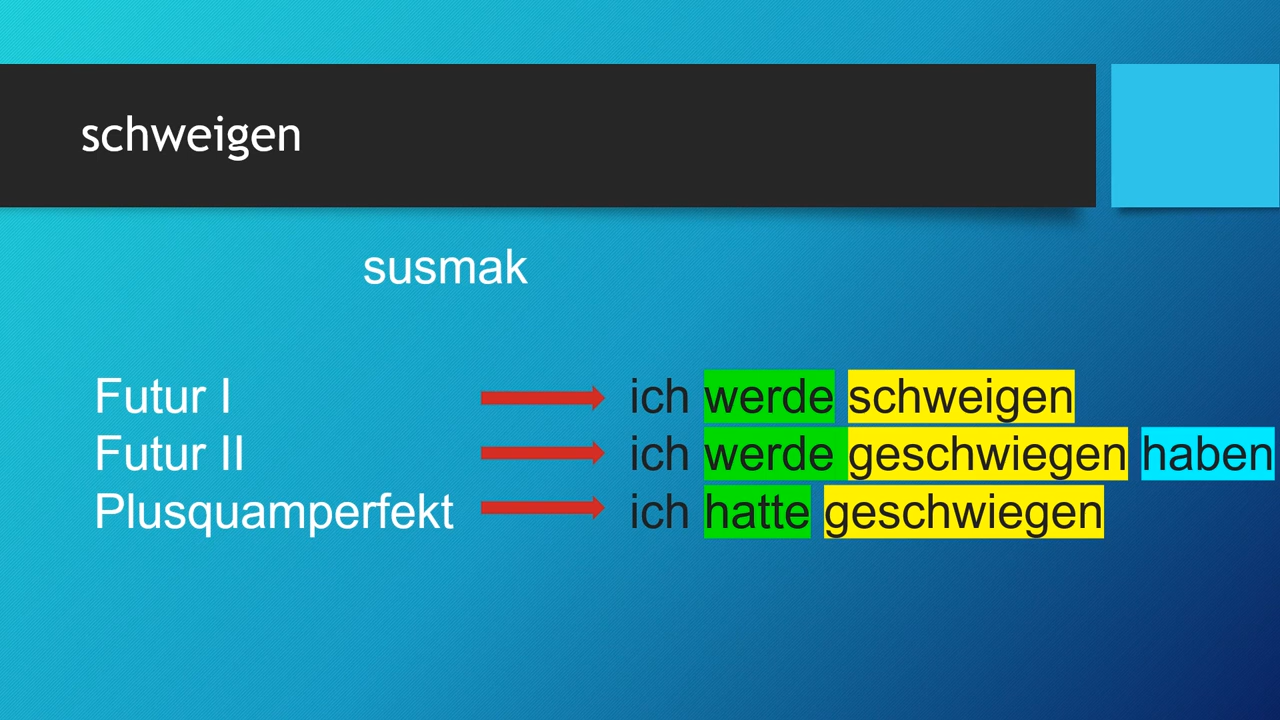 schweigen
susmak
Futur I ich werde schweigen
Futur II ich werde geschwiegen haben
Plusquamperfekt ich hatte geschwiegen